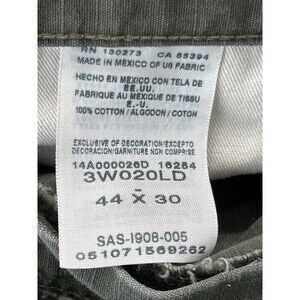 RN 130273 CA 55394
MADE IN MEXICO OF US FABRIC
HECHO EN MEXICO CON TELA DE
EE.UU.
FABRIQUE AU MEXIQUE DE TISSU
E.-U.
100% COTTON / ALGODON / COTON
EXCLUSIVE OF DECORATION/EXCEPTO
DECORACION/GARNITURE NON COMPRISE
14A000026D 16264
3W020LD
44 X 30
SAS-I908-005
051071569262